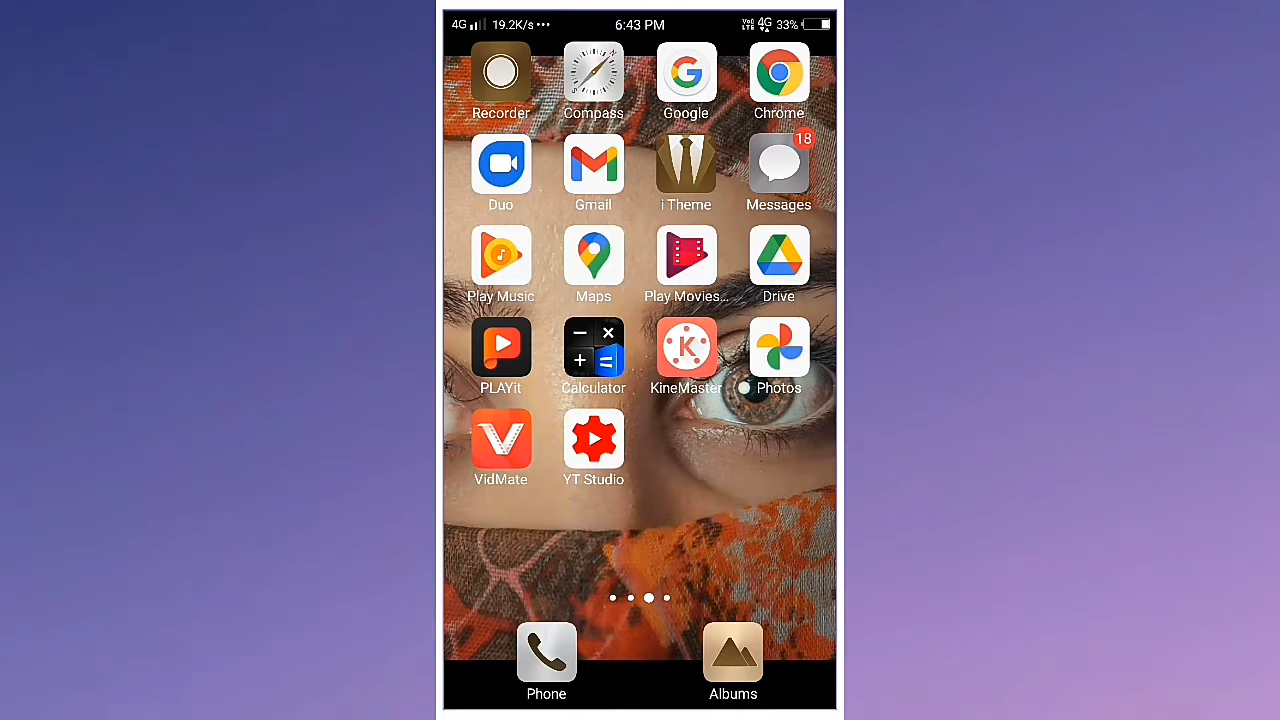 4G 19.2K/s ••• 6:43 PM VoLTE 4G 33%
Recorder Compass Google Chrome
18
Duo Gmail i Theme Messages
Play Music Maps Play Movies... Drive
K
PLAYit Calculator KineMaster Photos
VidMate YT Studio
Phone Albums